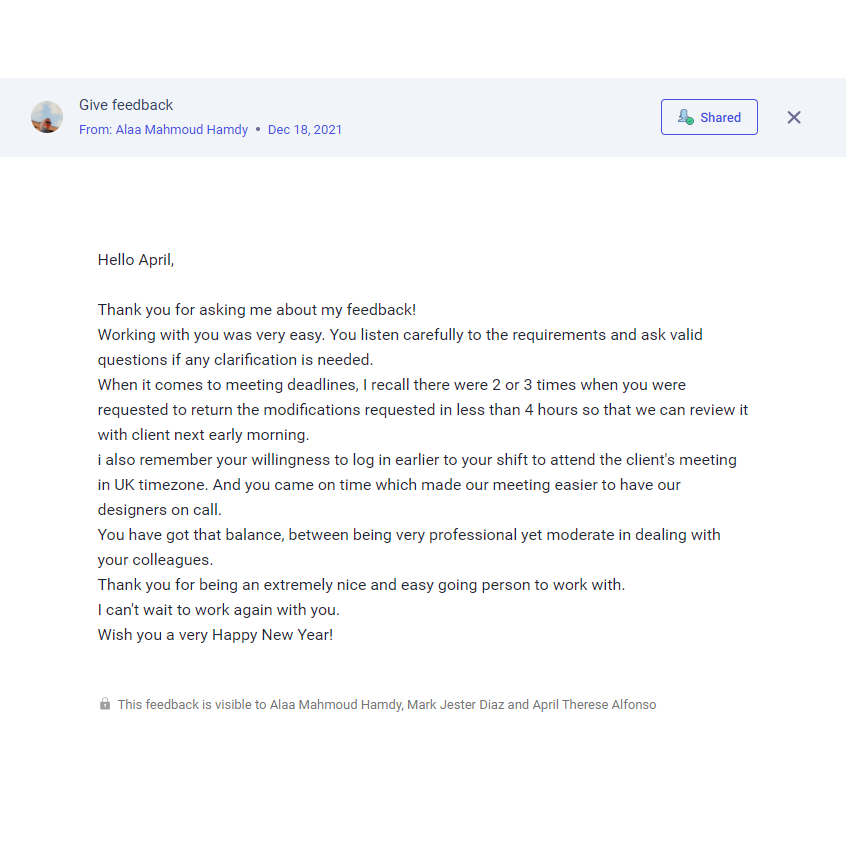 Give feedback
From: Alaa Mahmoud Hamdy • Dec 18, 2021
Shared
Hello April,
Thank you for asking me about my feedback!
Working with you was very easy. You listen carefully to the requirements and ask valid
questions if any clarification is needed.
When it comes to meeting deadlines, I recall there were 2 or 3 times when you were
requested to return the modifications requested in less than 4 hours so that we can review it
with client next early morning.
i also remember your willingness to log in earlier to your shift to attend the client's meeting
in UK timezone. And you came on time which made our meeting easier to have our
designers on call.
You have got that balance, between being very professional yet moderate in dealing with
your colleagues.
Thank you for being an extremely nice and easy going person to work with.
I can't wait to work again with you.
Wish you a very Happy New Year!
This feedback is visible to Alaa Mahmoud Hamdy, Mark Jester Diaz and April Therese Alfonso